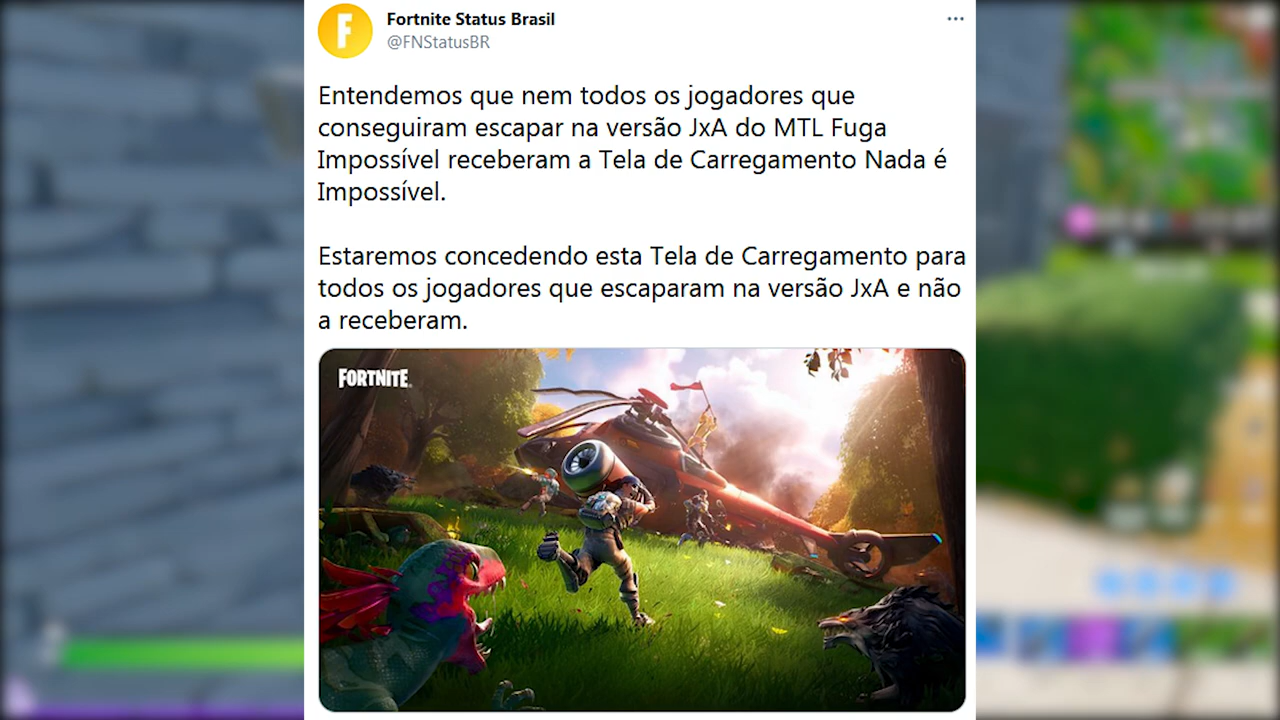 Fortnite Status Brasil
@FNStatusBR
Entendemos que nem todos os jogadores que
conseguiram escapar na versão JxA do MTL Fuga
Impossível receberam a Tela de Carregamento Nada é
Impossível.
Estaremos concedendo esta Tela de Carregamento para
todos os jogadores que escaparam na versão JxA e não
a receberam.
FORTNITE